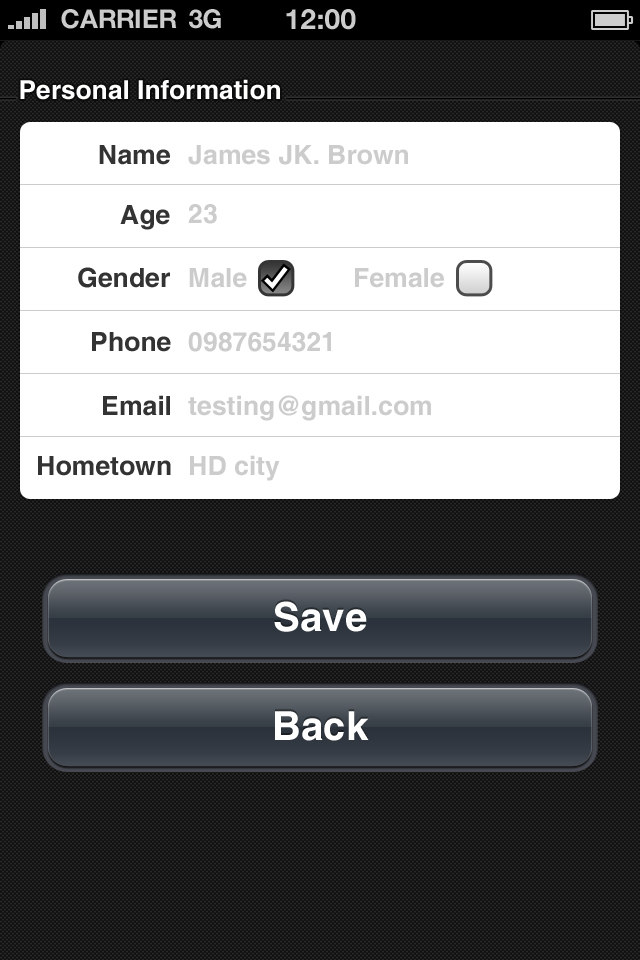 CARRIER 3G 12:00
Personal Information
Name James JK. Brown
Age 23
Gender Male Female
Phone 0987654321
Email testing@gmail.com
Hometown HD city
Save
Back